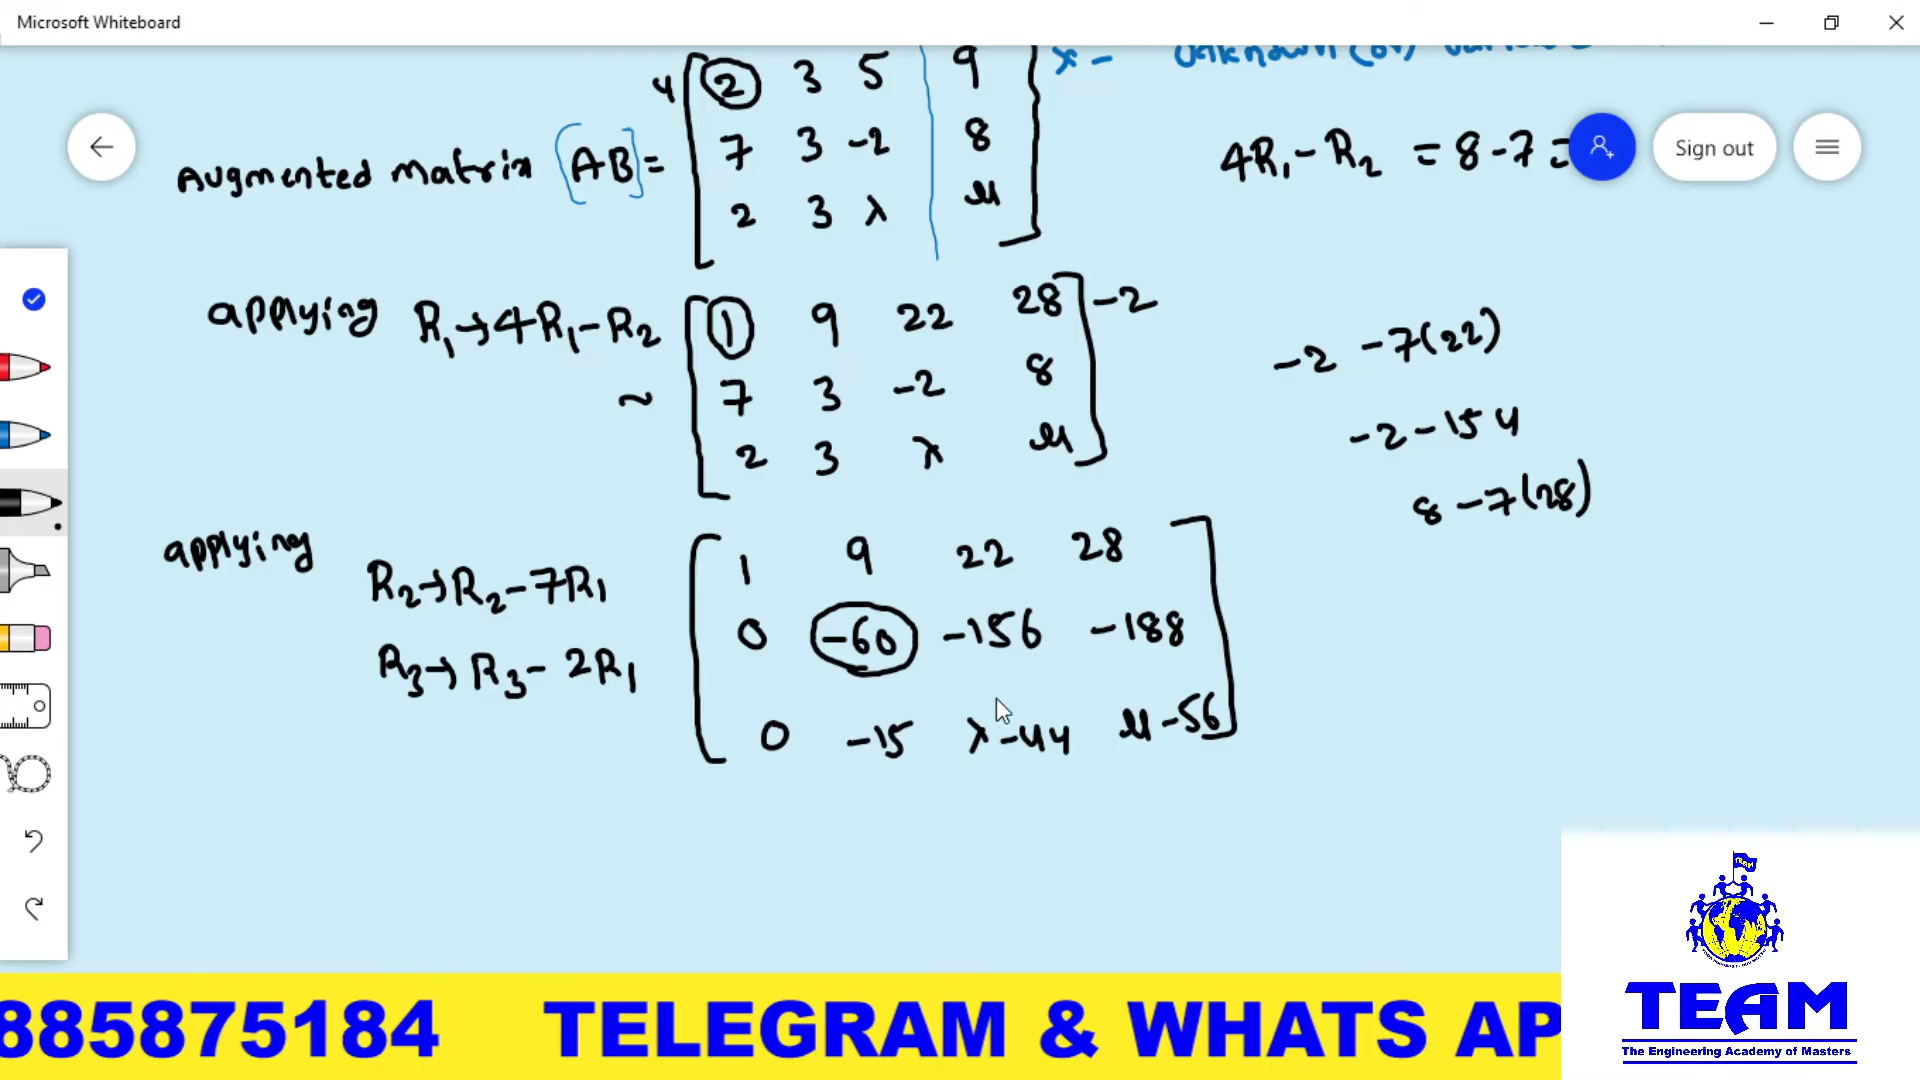 Microsoft Whiteboard
x - unknown (or)
4 [ 2 3 5 9
Augmented matrix [AB] = 7 3 -2 8
2 3 λ μ ]
4R1 - R2 = 8 - 7 =
Sign out
applying R1→4R1-R2 [ 1 9 22 28 ] -2
~ 7 3 -2 8
2 3 λ μ
-2 -7(22)
-2 - 154
8 -7(28)
applying
R2→R2-7R1
R3→R3-2R1
[ 1 9 22 28
0 -60 -156 -188
0 -15 λ-44 μ-56 ]
885875184 TELEGRAM & WHATS AP
TEAM
TEAM
The Engineering Academy of Masters